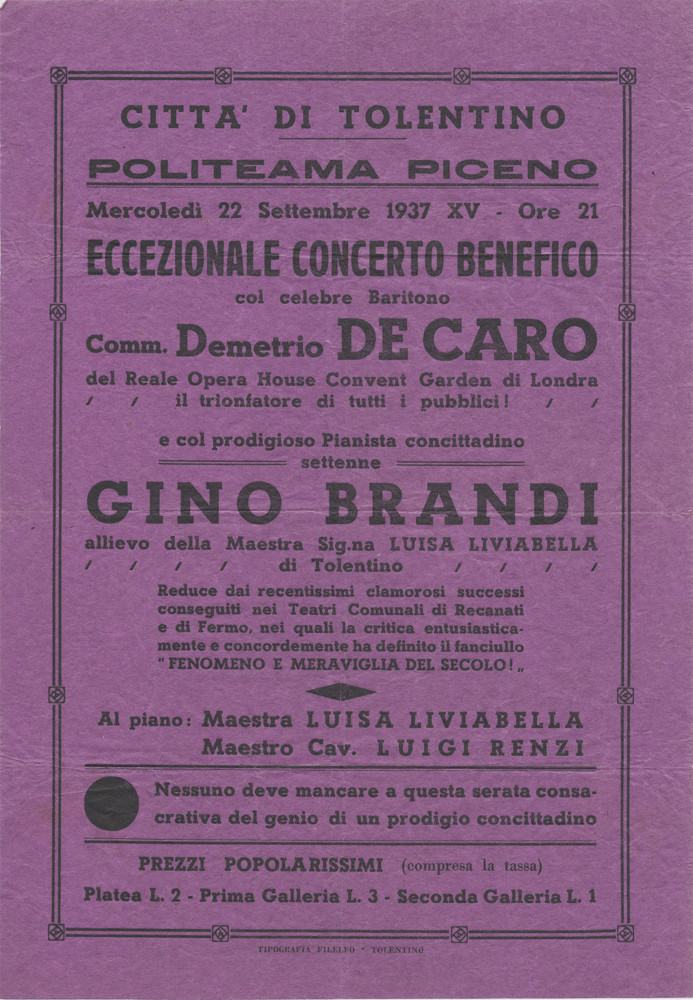 CITTA' DI TOLENTINO
POLITEAMA PICENO
Mercoledì 22 Settembre 1937 XV - Ore 21
ECCEZIONALE CONCERTO BENEFICO
col celebre Baritono
Comm. Demetrio DE CARO
del Reale Opera House Convent Garden di Londra
il trionfatore di tutti i pubblici!
e col prodigioso Pianista concittadino
settenne
GINO BRANDI
allievo della Maestra Sig.na LUISA LIVIABELLA
di Tolentino
Reduce dai recentissimi clamorosi successi
conseguiti nei Teatri Comunali di Recanati
e di Fermo, nei quali la critica entusiastica-
mente e concordemente ha definito il fanciullo
"FENOMENO E MERAVIGLIA DEL SECOLO!„
Al piano: Maestra LUISA LIVIABELLA
Maestro Cav. LUIGI RENZI
Nessuno deve mancare a questa serata consa-
crativa del genio di un prodigio concittadino
PREZZI POPOLARISSIMI (compresa la tassa)
Platea L. 2 - Prima Galleria L. 3 - Seconda Galleria L. 1
TIPOGRAFIA FILELFO - TOLENTINO